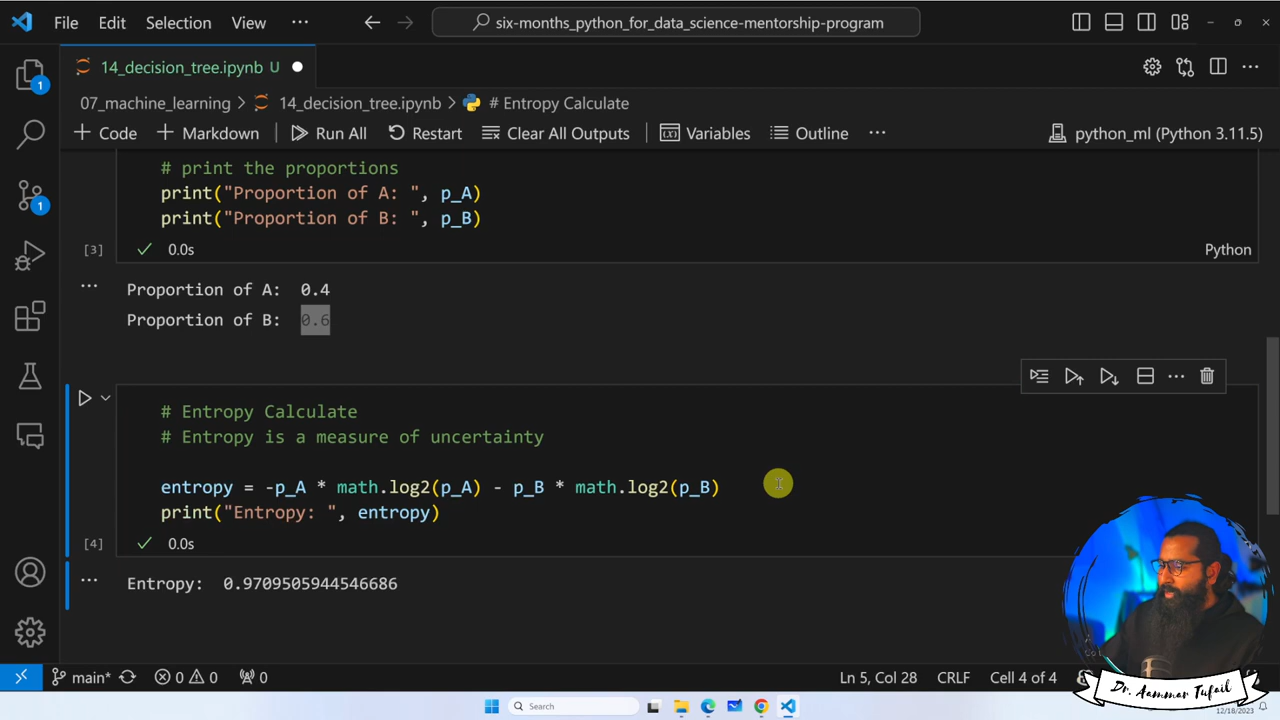 File Edit Selection View ··· six-months_python_for_data_science-mentorship-program
14_decision_tree.ipynb U
07_machine_learning > 14_decision_tree.ipynb > # Entropy Calculate
+ Code + Markdown Run All Restart Clear All Outputs Variables Outline ··· python_ml (Python 3.11.5)
# print the proportions
print("Proportion of A: ", p_A)
print("Proportion of B: ", p_B)
[3] 0.0s Python
Proportion of A: 0.4
Proportion of B: 0.6
# Entropy Calculate
# Entropy is a measure of uncertainty
entropy = -p_A * math.log2(p_A) - p_B * math.log2(p_B)
print("Entropy: ", entropy)
[4] 0.0s
Entropy: 0.9709505944546686
1
1
main* 0 0 0 Ln 5, Col 28 CRLF Cell 4 of 4
Dr. Aammar Tufail
Search
12/18/2023